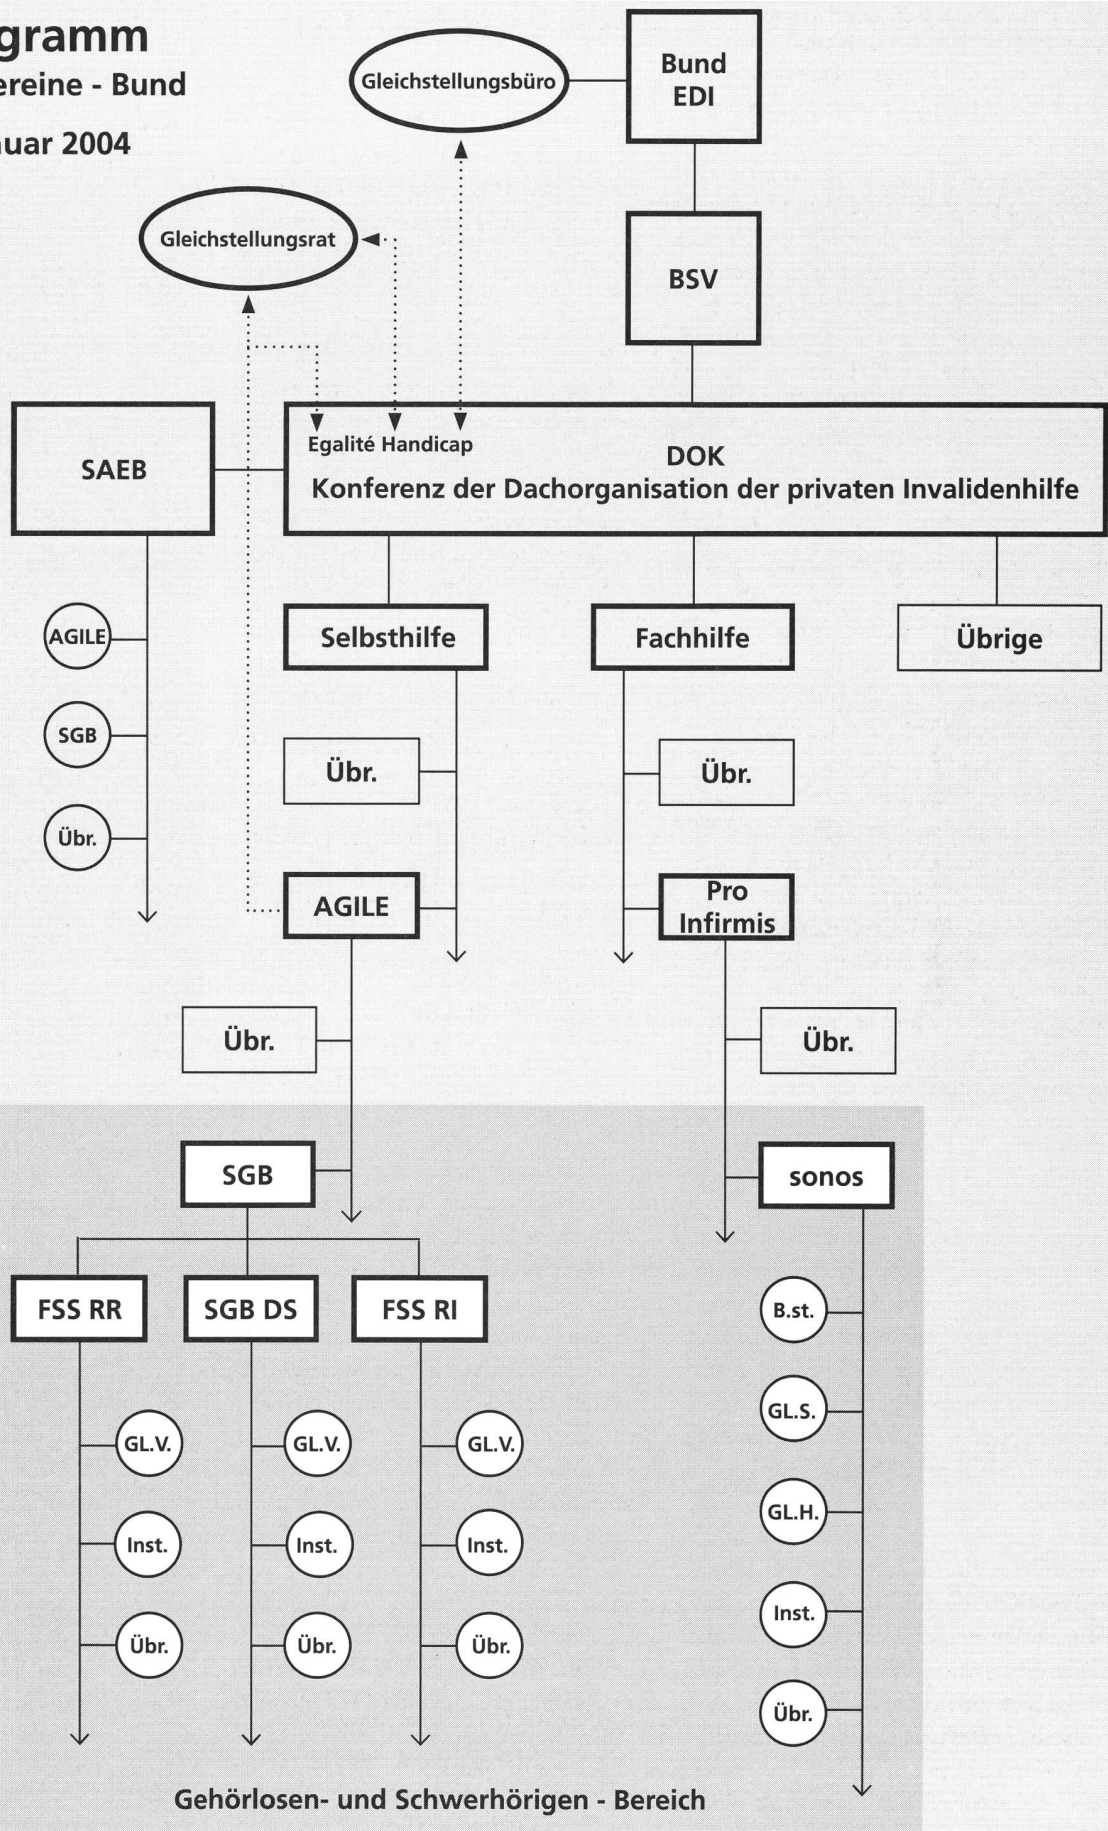 gramm
ereine - Bund
uar 2004
Gleichstellungsbüro
Bund
EDI
Gleichstellungsrat
BSV
SAEB
Egalité Handicap
DOK
Konferenz der Dachorganisation der privaten Invalidenhilfe
AGILE
SGB
Übr.
Selbsthilfe
Fachhilfe
Übrige
Übr.
Übr.
AGILE
Pro
Infirmis
Übr.
Übr.
SGB
sonos
FSS RR
SGB DS
FSS RI
GL.V.
Inst.
Übr.
GL.V.
Inst.
Übr.
GL.V.
Inst.
Übr.
B.st.
GL.S.
GL.H.
Inst.
Übr.
Gehörlosen- und Schwerhörigen - Bereich